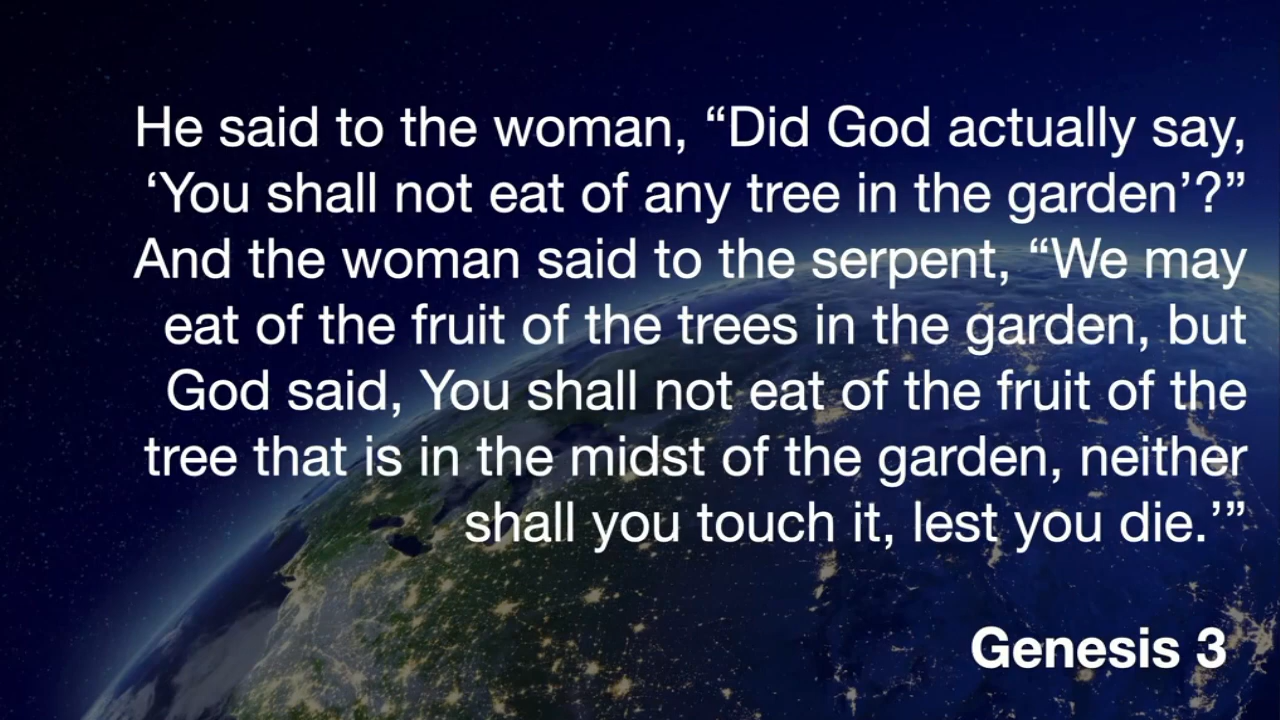 He said to the woman, “Did God actually say,
‘You shall not eat of any tree in the garden’?”
And the woman said to the serpent, “We may
eat of the fruit of the trees in the garden, but
God said, You shall not eat of the fruit of the
tree that is in the midst of the garden, neither
shall you touch it, lest you die.’”
Genesis 3